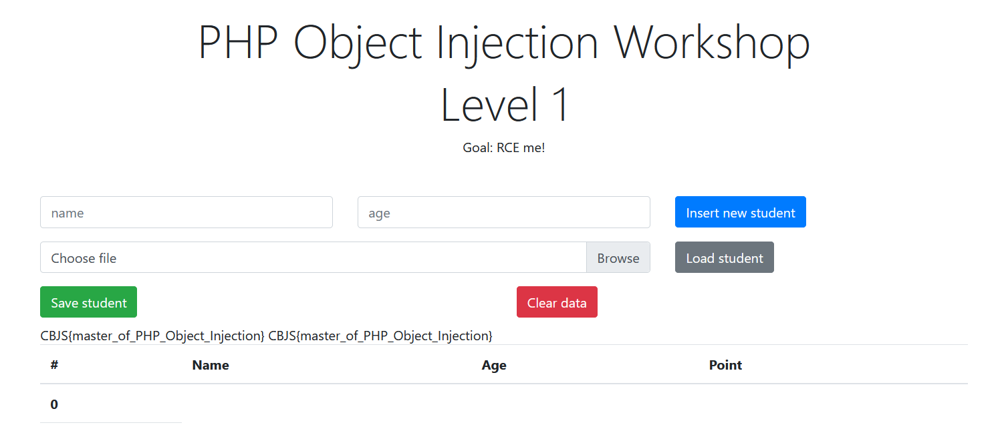 PHP Object Injection Workshop
Level 1
Goal: RCE me!
name age Insert new student
Choose file Browse Load student
Save student Clear data
CBJS{master_of_PHP_Object_Injection} CBJS{master_of_PHP_Object_Injection}
# Name Age Point
0